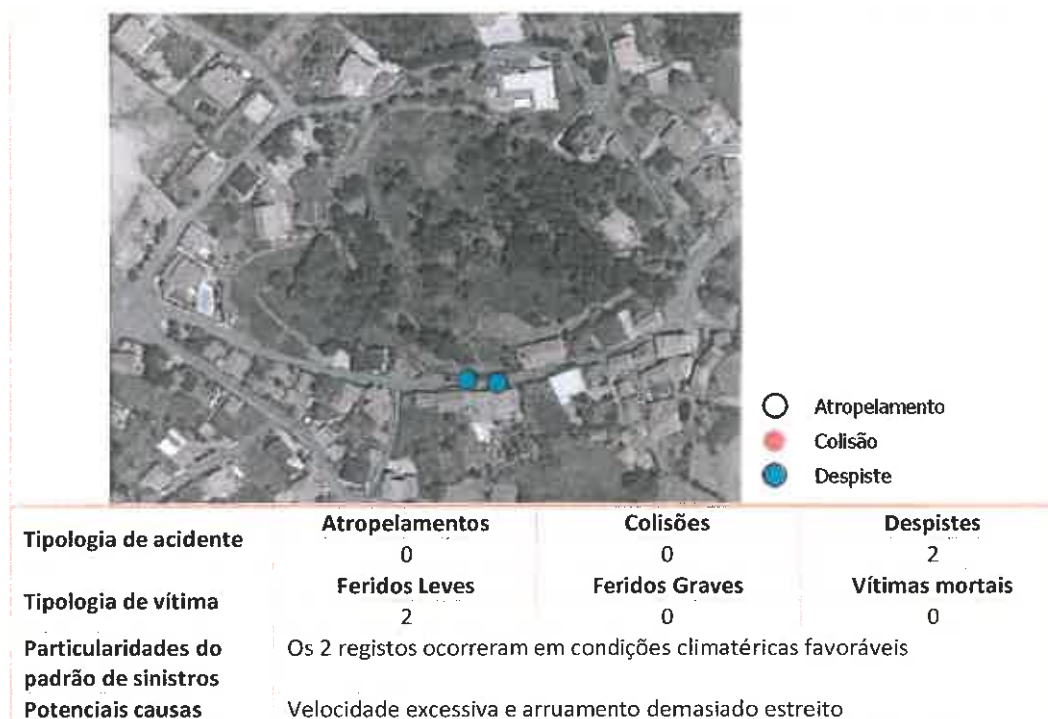 Atropelamento
Colisão
Despiste
Tipologia de acidente
Atropelamentos
Colisões
Despistes
0
0
2
Tipologia de vítima
Feridos Leves
Feridos Graves
Vítimas mortais
2
0
0
Particularidades do
padrão de sinistros
Os 2 registos ocorreram em condições climatéricas favoráveis
Potenciais causas
Velocidade excessiva e arruamento demasiado estreito